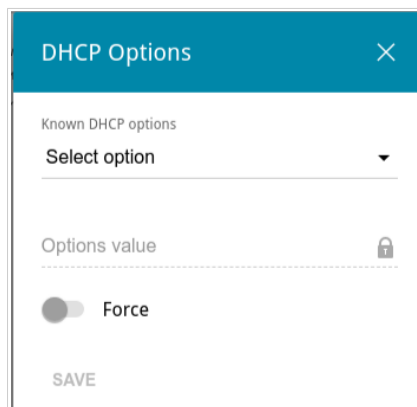 DHCP Options
Known DHCP options
Select option
Options value
Force
SAVE